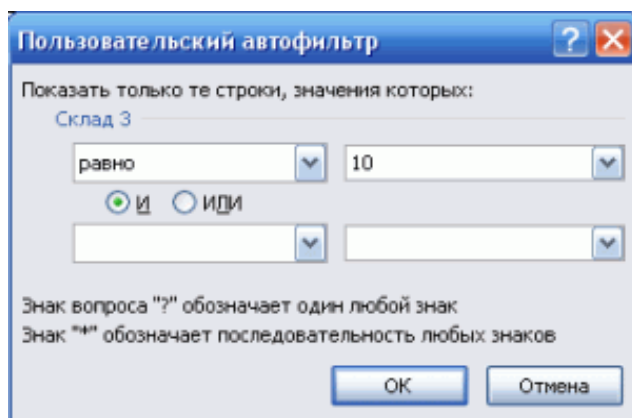 Пользовательский автофильтр
Показать только те строки, значения которых:
Склад 3
равно 10
И ИЛИ
Знак вопроса "?" обозначает один любой знак
Знак "*" обозначает последовательность любых знаков
ОК Отмена